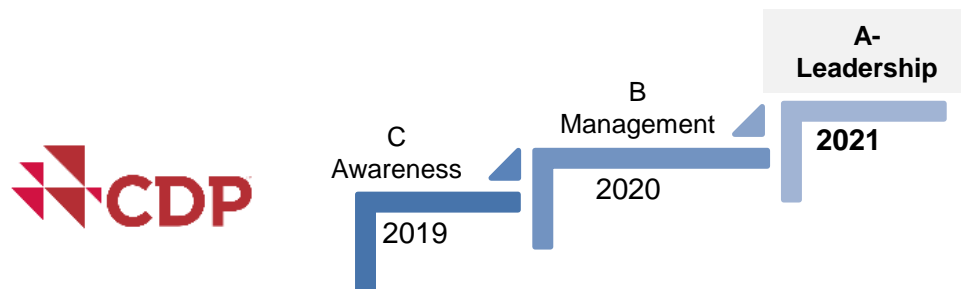 CDP
C
Awareness
2019
B
Management
2020
A-
Leadership
2021